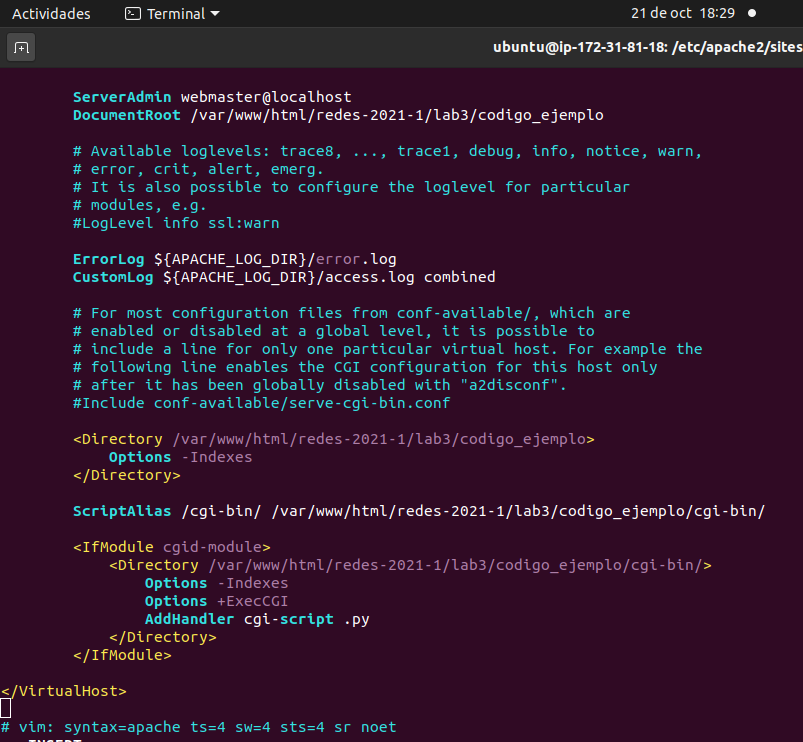 Actividades Terminal 21 de oct 18:29
ubuntu@ip-172-31-81-18: /etc/apache2/sites
ServerAdmin webmaster@localhost
DocumentRoot /var/www/html/redes-2021-1/lab3/codigo_ejemplo
# Available loglevels: trace8, ..., trace1, debug, info, notice, warn,
# error, crit, alert, emerg.
# It is also possible to configure the loglevel for particular
# modules, e.g.
#LogLevel info ssl:warn
ErrorLog ${APACHE_LOG_DIR}/error.log
CustomLog ${APACHE_LOG_DIR}/access.log combined
# For most configuration files from conf-available/, which are
# enabled or disabled at a global level, it is possible to
# include a line for only one particular virtual host. For example the
# following line enables the CGI configuration for this host only
# after it has been globally disabled with "a2disconf".
#Include conf-available/serve-cgi-bin.conf
<Directory /var/www/html/redes-2021-1/lab3/codigo_ejemplo>
Options -Indexes
</Directory>
ScriptAlias /cgi-bin/ /var/www/html/redes-2021-1/lab3/codigo_ejemplo/cgi-bin/
<IfModule cgid-module>
<Directory /var/www/html/redes-2021-1/lab3/codigo_ejemplo/cgi-bin/>
Options -Indexes
Options +ExecCGI
AddHandler cgi-script .py
</Directory>
</IfModule>
</VirtualHost>
# vim: syntax=apache ts=4 sw=4 sts=4 sr noet